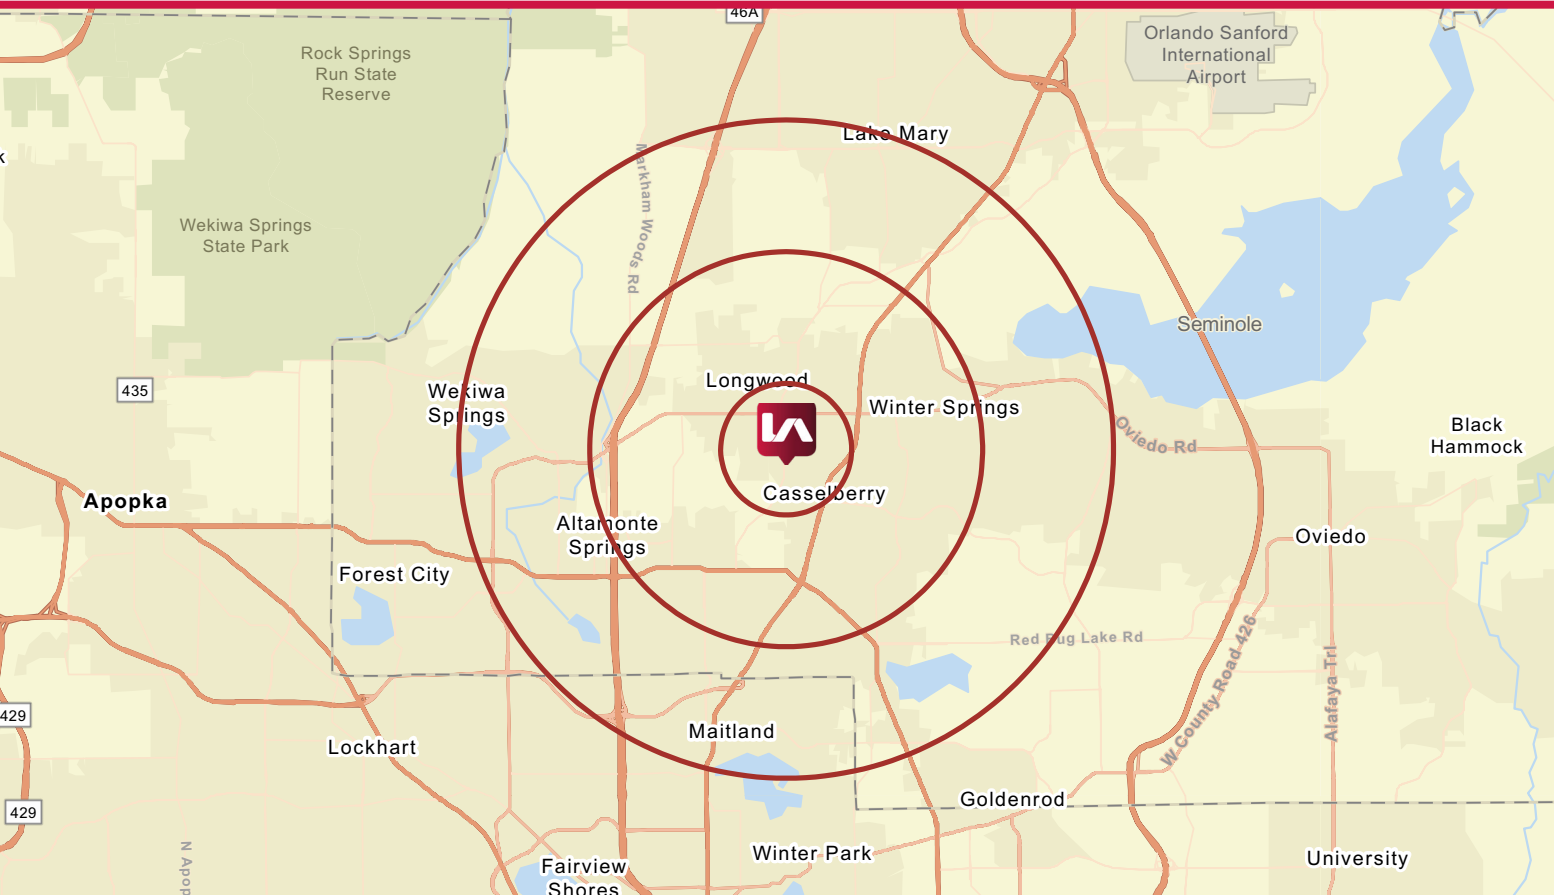 46A
Orlando Sanford
International
Airport
Rock Springs
Run State
Reserve
Lake Mary
k
Markham Woods Rd
Wekiwa Springs
State Park
Seminole
435
Longwood
Wekiwa
Springs
Winter Springs
Oviedo Rd
Black
Hammock
LA
Apopka
Casselberry
Altamonte
Springs
Oviedo
Forest City
Red Bug Lake Rd
W County Road 426
Alafaya Trl
429
Maitland
Lockhart
Goldenrod
429
N Apop
Winter Park
Fairview
Shores
University